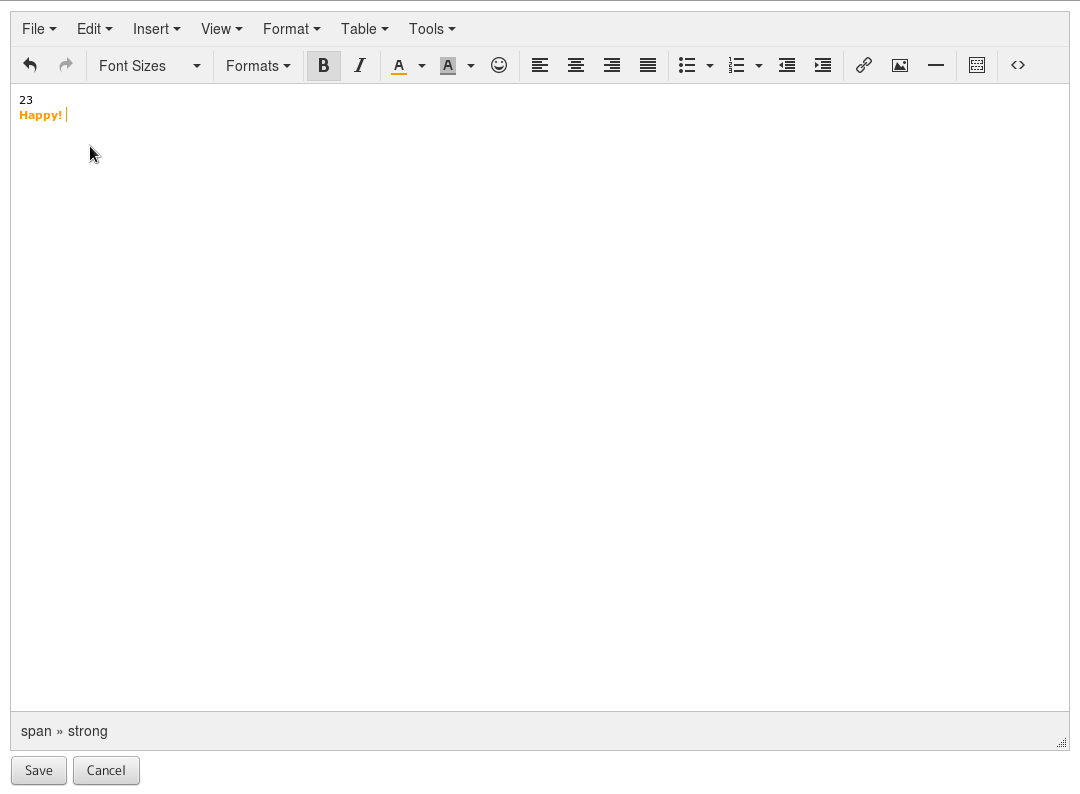 File Edit Insert View Format Table Tools
Font Sizes Formats B I A A
23
Happy!
span » strong
Save Cancel